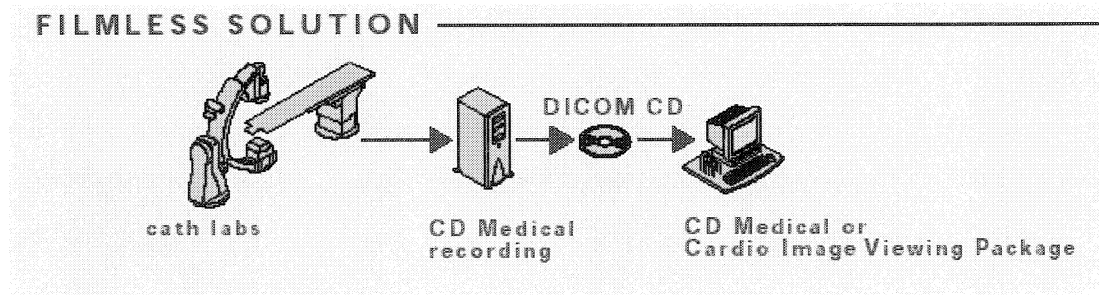 FILMLESS SOLUTION
DICOM CD
cath labs
CD Medical
recording
CD Medical or
Cardio Image Viewing Package